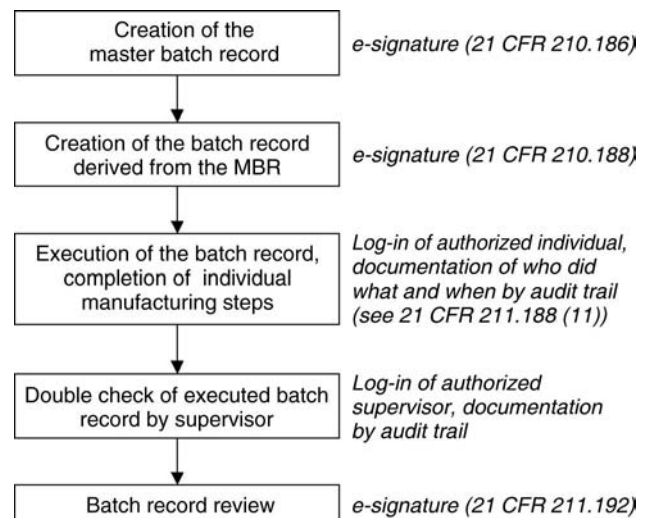 Creation of the
master batch record
e-signature (21 CFR 210.186)
Creation of the batch record
derived from the MBR
e-signature (21 CFR 210.188)
Execution of the batch record,
completion of individual
manufacturing steps
Log-in of authorized individual,
documentation of who did
what and when by audit trail
(see 21 CFR 211.188 (11))
Double check of executed batch
record by supervisor
Log-in of authorized
supervisor, documentation
by audit trail
Batch record review
e-signature (21 CFR 211.192)